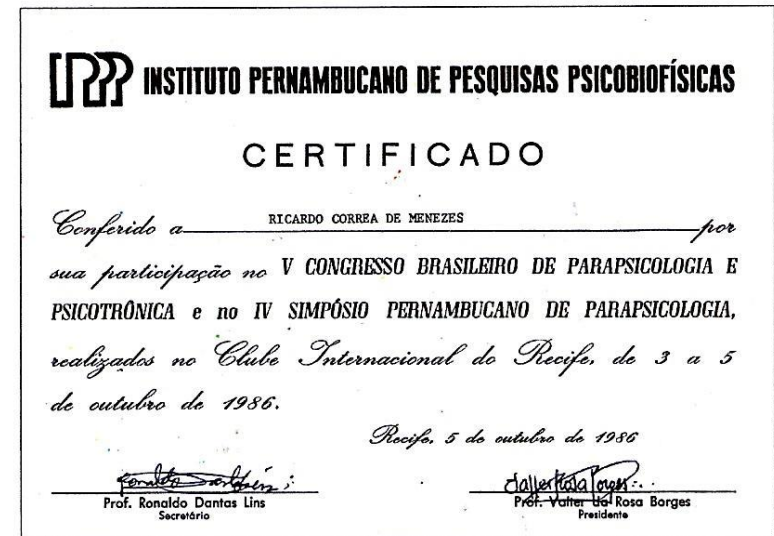 IPPP INSTITUTO PERNAMBUCANO DE PESQUISAS PSICOBIOFÍSICAS
CERTIFICADO
Conferido a RICARDO CORREA DE MENEZES por
sua participação no V CONGRESSO BRASILEIRO DE PARAPSICOLOGIA E
PSICOTRÔNICA e no IV SIMPÓSIO PERNAMBUCANO DE PARAPSICOLOGIA,
realizados no Clube Internacional do Recife, de 3 a 5
de outubro de 1986.
Recife, 5 de outubro de 1986
Prof. Ronaldo Dantas Lins
Secretário
Prof. Valter da Rosa Borges
Presidente